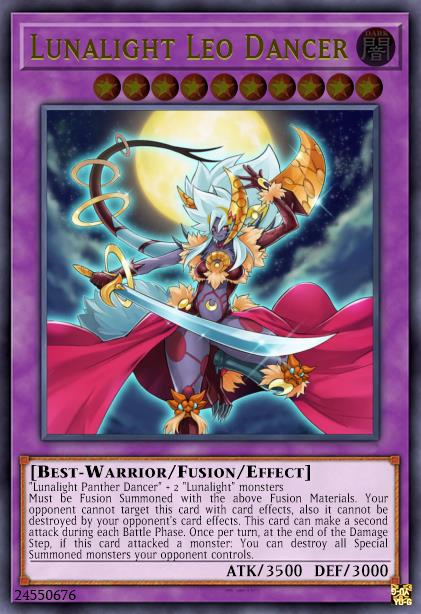 LUNALIGHT LEO DANCER
DARK
闇
[BEST-WARRIOR/FUSION/EFFECT]
"Lunalight Panther Dancer" + 2 "Lunalight" monsters
Must be Fusion Summoned with the above Fusion Materials. Your
opponent cannot target this card with card effects, also it cannot be
destroyed by your opponent's card effects. This card can make a second
attack during each Battle Phase. Once per turn, at the end of the Damage
Step, if this card attacked a monster: You can destroy all Special
Summoned monsters your opponent controls.
ATK/3500 DEF/3000
24550676